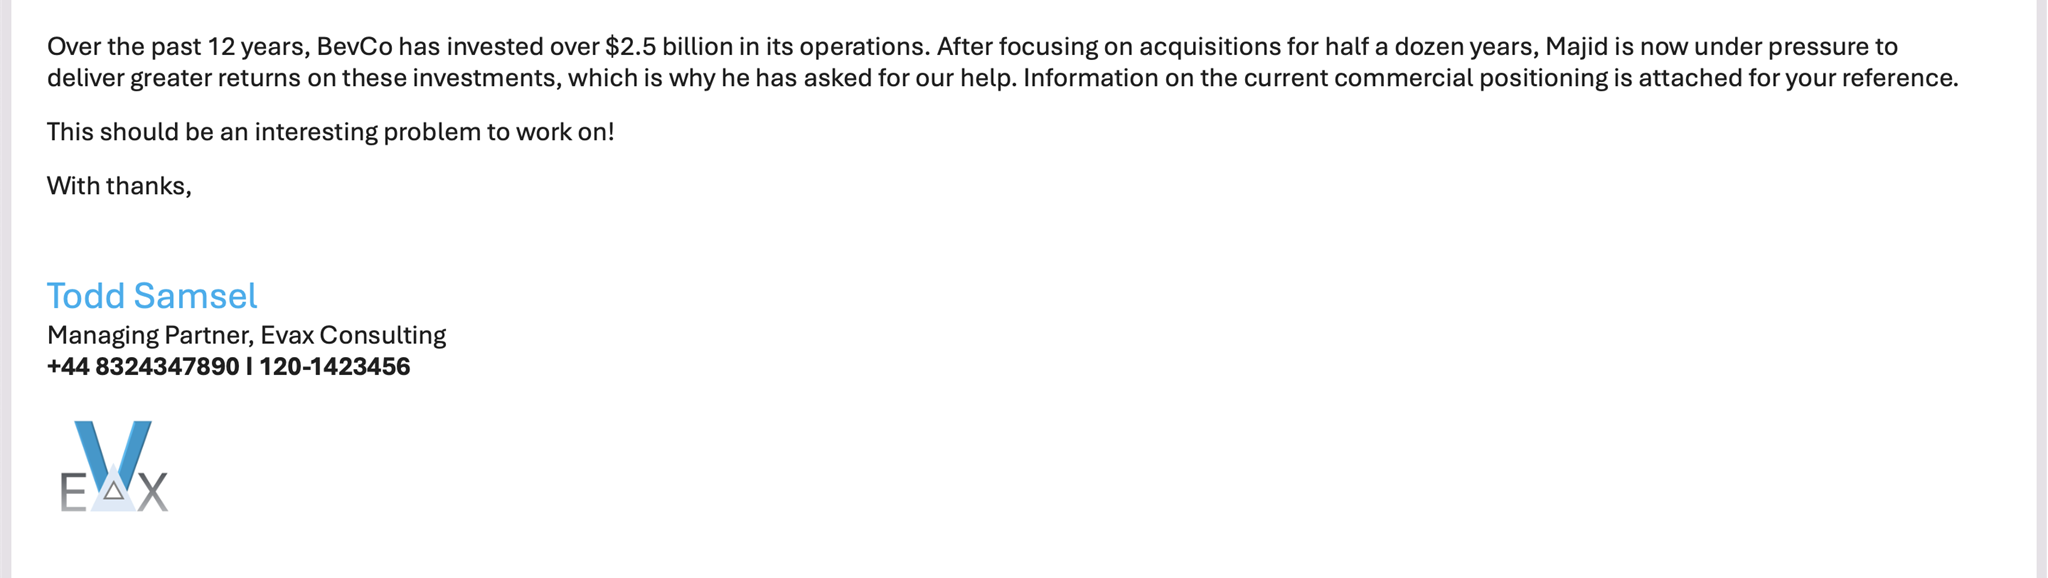 Over the past 12 years, BevCo has invested over $2.5 billion in its operations. After focusing on acquisitions for half a dozen years, Majid is now under pressure to
deliver greater returns on these investments, which is why he has asked for our help. Information on the current commercial positioning is attached for your reference.
This should be an interesting problem to work on!
With thanks,
Todd Samsel
Managing Partner, Evax Consulting
+44 8324347890 I 120-1423456
EVAX